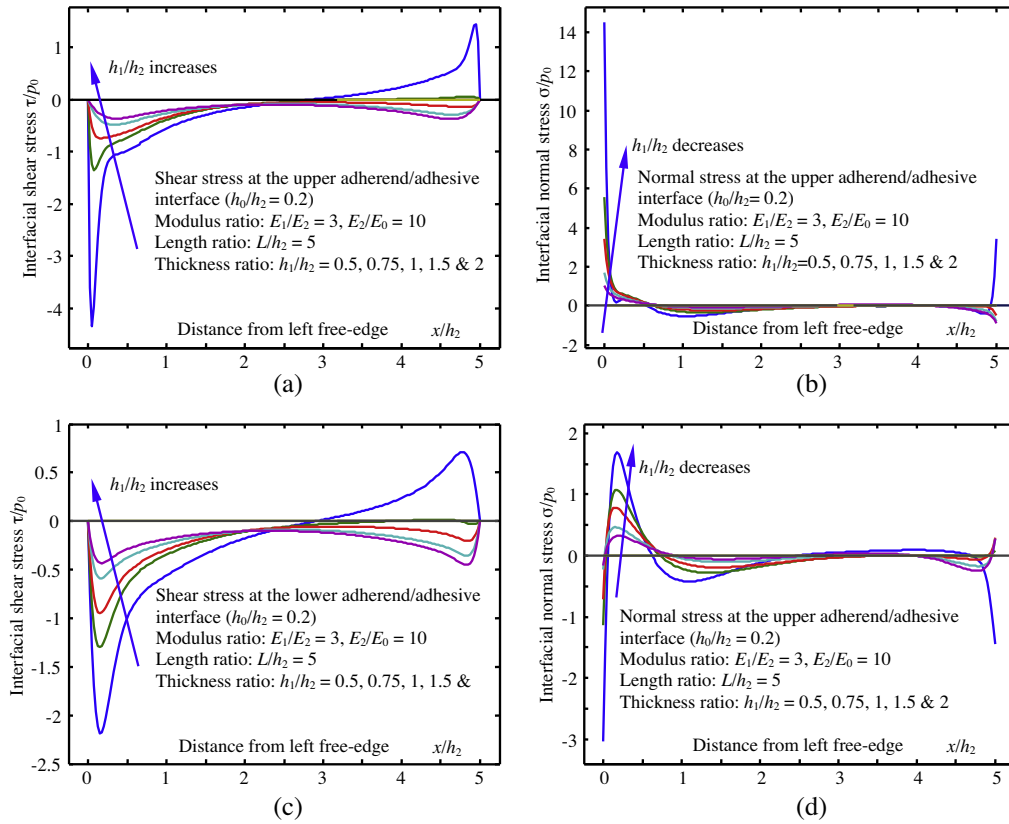 1
0
-1
-2
-3
-4
Interfacial shear stress τ/p0
h1/h2 increases
Shear stress at the upper adherend/adhesive
interface (h0/h2 = 0.2)
Modulus ratio: E1/E2 = 3, E2/E0 = 10
Length ratio: L/h2 = 5
Thickness ratio: h1/h2 = 0.5, 0.75, 1, 1.5 & 2
Distance from left free-edge x/h2
0 1 2 3 4 5
(a)
14
12
10
8
6
4
2
0
-2
Interfacial normal stress σ/p0
h1/h2 decreases
Normal stress at the upper adherend/adhesive
interface (h0/h2=0.2)
Modulus ratio: E1/E2 = 3, E2/E0 = 10
Length ratio: L/h2 = 5
Thickness ratio: h1/h2=0.5, 0.75, 1, 1.5 & 2
Distance from left free-edge x/h2
0 1 2 3 4 5
(b)
1
0.5
0
-0.5
-1
-1.5
-2
-2.5
Interfacial shear stress τ/p0
h1/h2 increases
Shear stress at the lower adherend/adhesive
interface (h0/h2 = 0.2)
Modulus ratio: E1/E2 = 3, E2/E0 = 10
Length ratio: L/h2 = 5
Thickness ratio: h1/h2 = 0.5, 0.75, 1, 1.5 &
Distance from left free-edge x/h2
0 1 2 3 4 5
(c)
2
1
0
-1
-2
-3
Interfacial normal stress σ/p0
h1/h2 decreases
Normal stress at the upper adherend/adhesive
interface (h0/h2 = 0.2)
Modulus ratio: E1/E2 = 3, E2/E0 = 10
Length ratio: L/h2 = 5
Thickness ratio: h1/h2 = 0.5, 0.75, 1, 1.5 & 2
Distance from left free-edge x/h2
0 1 2 3 4 5
(d)